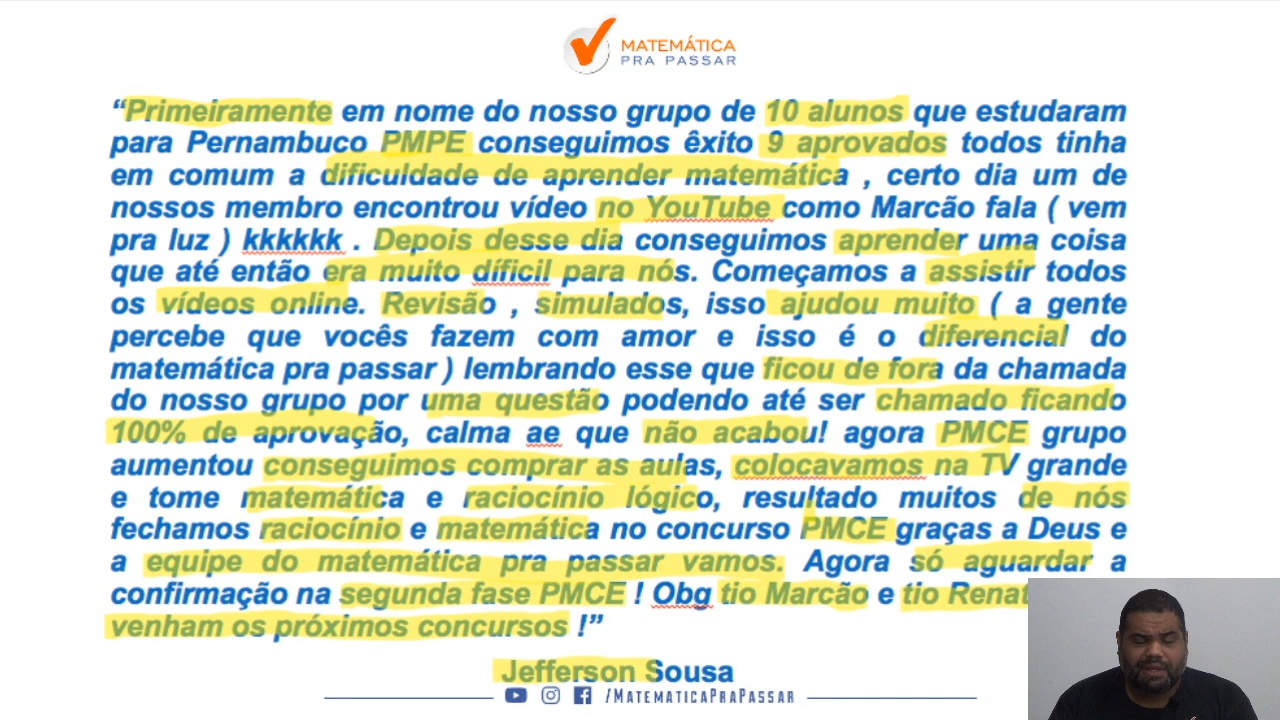 MATEMÁTICA
PRA PASSAR
“Primeiramente em nome do nosso grupo de 10 alunos que estudaram
para Pernambuco PMPE conseguimos êxito 9 aprovados todos tinha
em comum a dificuldade de aprender matemática , certo dia um de
nossos membro encontrou vídeo no YouTube como Marcão fala ( vem
pra luz ) kkkkkk . Depois desse dia conseguimos aprender uma coisa
que até então era muito díficil para nós. Começamos a assistir todos
os vídeos online. Revisão , simulados, isso ajudou muito ( a gente
percebe que vocês fazem com amor e isso é o diferencial do
matemática pra passar ) lembrando esse que ficou de fora da chamada
do nosso grupo por uma questão podendo até ser chamado ficando
100% de aprovação, calma ae que não acabou! agora PMCE grupo
aumentou conseguimos comprar as aulas, colocavamos na TV grande
e tome matemática e raciocínio lógico, resultado muitos de nós
fechamos raciocínio e matemática no concurso PMCE graças a Deus e
a equipe do matemática pra passar vamos. Agora só aguardar a
confirmação na segunda fase PMCE ! Obg tio Marcão e tio Renat
venham os próximos concursos !”
Jefferson Sousa
/MATEMATICAPRAPASSAR